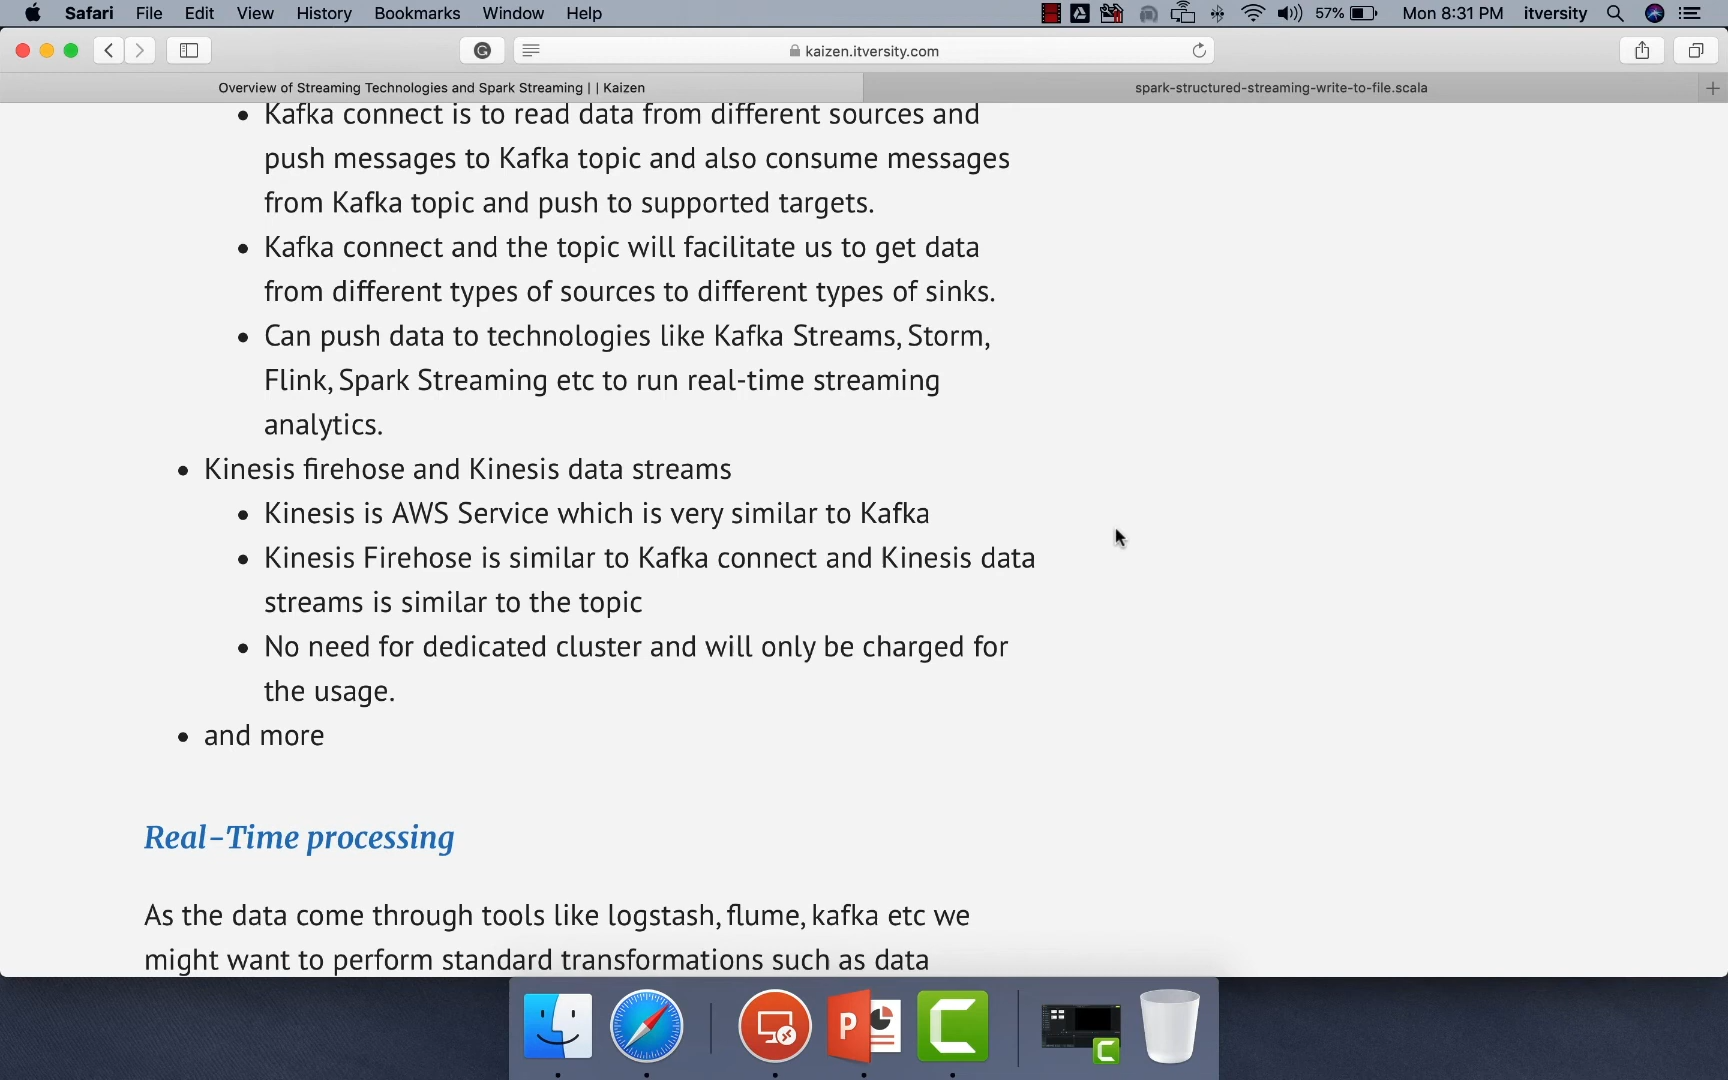 Safari File Edit View History Bookmarks Window Help 57% Mon 8:31 PM itversity
kaizen.itversity.com
Overview of Streaming Technologies and Spark Streaming | | Kaizen
spark-structured-streaming-write-to-file.scala
• Kafka connect is to read data from different sources and
push messages to Kafka topic and also consume messages
from Kafka topic and push to supported targets.
• Kafka connect and the topic will facilitate us to get data
from different types of sources to different types of sinks.
• Can push data to technologies like Kafka Streams, Storm,
Flink, Spark Streaming etc to run real-time streaming
analytics.
• Kinesis firehose and Kinesis data streams
• Kinesis is AWS Service which is very similar to Kafka
• Kinesis Firehose is similar to Kafka connect and Kinesis data
streams is similar to the topic
• No need for dedicated cluster and will only be charged for
the usage.
• and more
Real-Time processing
As the data come through tools like logstash, flume, kafka etc we
might want to perform standard transformations such as data